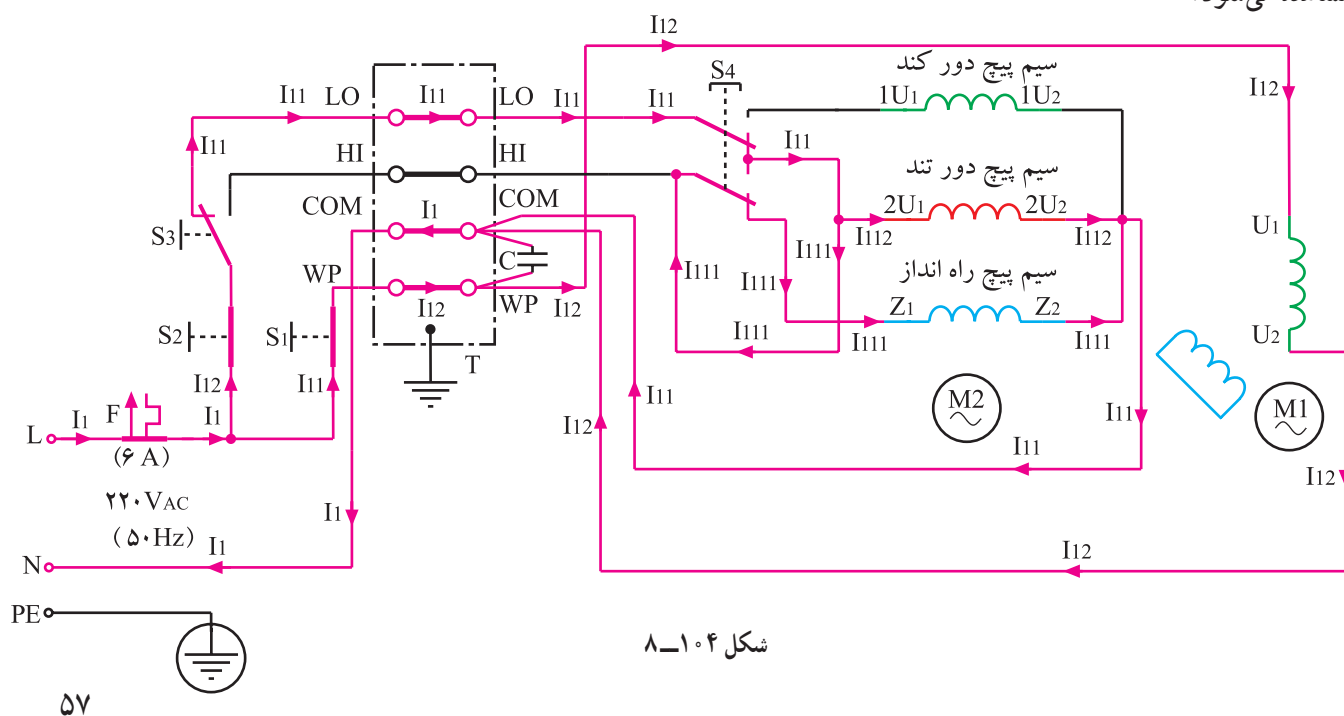 I12
سیم پیچ دور کند
S4
1U1 1U2
I11 LO I11 LO I11 I11
I12
I11
I11
HI HI
سیم پیچ دور تند
COM I1 COM
2U1 2U2
I112 I112
U1
S3
C
I111 I111 I111
سیم پیچ راه انداز
WP I12 WP I12
Z1 Z2
I111 I111 I111
U2
S2 S1
T
I12 I11
I11
M2
M1
I11
L I1 F I1
I12
(۶ A)
I11
I12
۲۲۰VAC
(۵۰Hz)
I1
I1
I12
N
PE
شکل ۱۰۴ــ۸
۵۷